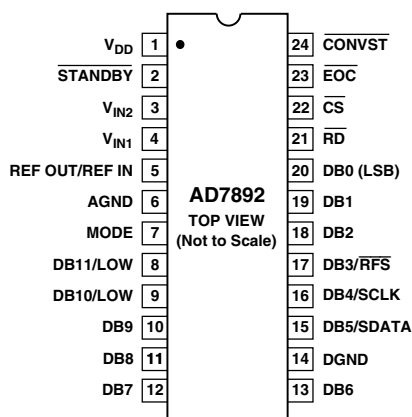 VDD 1 24 CONVST
STANDBY 2 23 EOC
VIN2 3 22 CS
VIN1 4 21 RD
REF OUT/REF IN 5 20 DB0 (LSB)
AGND 6 19 DB1
MODE 7 18 DB2
DB11/LOW 8 17 DB3/RFS
DB10/LOW 9 16 DB4/SCLK
DB9 10 15 DB5/SDATA
DB8 11 14 DGND
DB7 12 13 DB6
AD7892
TOP VIEW
(Not to Scale)